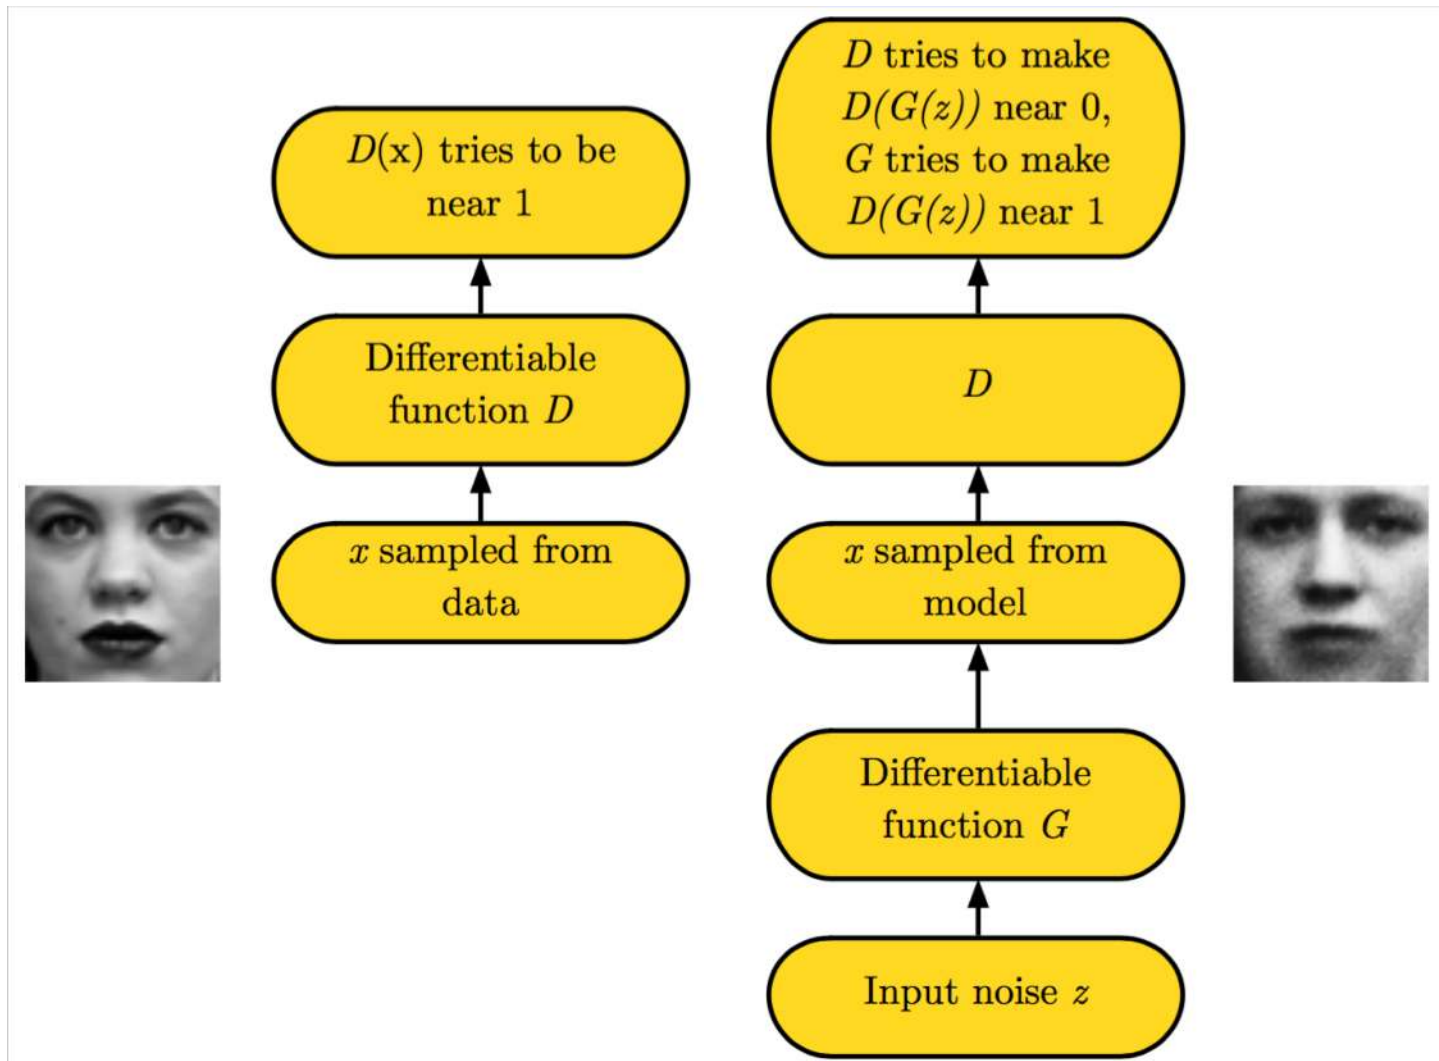 D(x) tries to be
near 1
Differentiable
function D
x sampled from
data
D tries to make
D(G(z)) near 0,
G tries to make
D(G(z)) near 1
D
x sampled from
model
Differentiable
function G
Input noise z